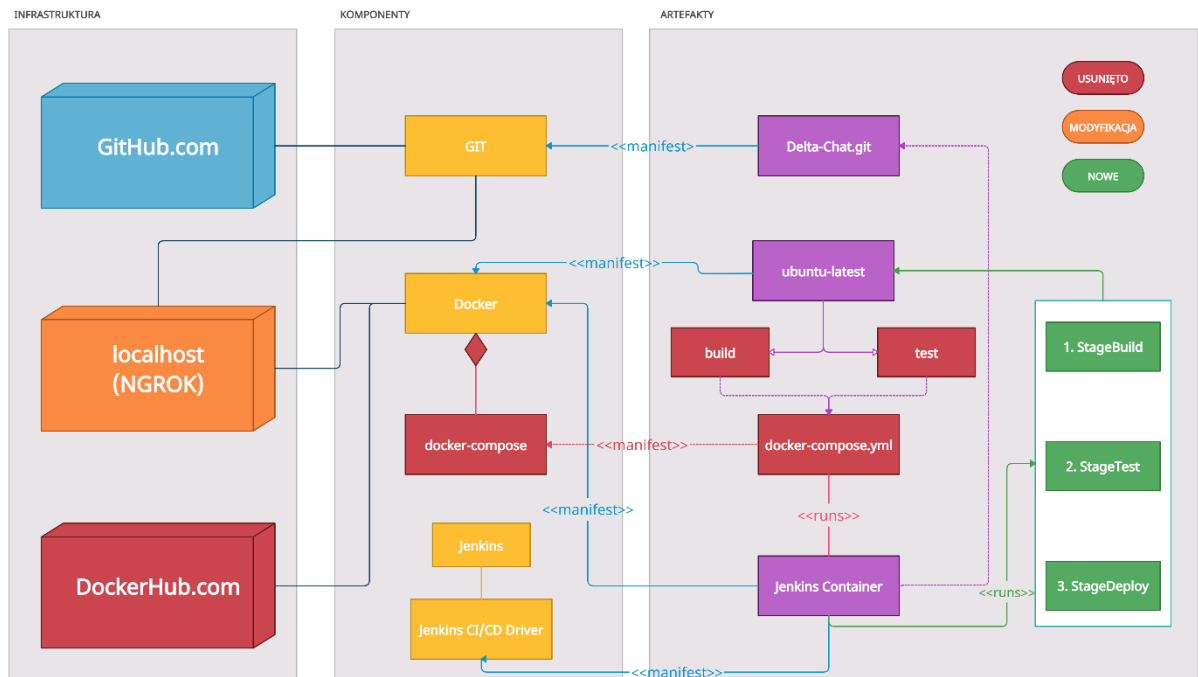 INFRASTRUKTURA
KOMPONENTY
ARTEFAKTY
USUNIĘTO
MODYFIKACJA
NOWE
GitHub.com
GIT
<<manifest>
Delta-Chat.git
<<manifest>>
ubuntu-latest
localhost
(NGROK)
Docker
build
test
1. StageBuild
docker-compose
<<manifest>>
docker-compose.yml
2. StageTest
<<manifest>>
<<runs>>
DockerHub.com
Jenkins
Jenkins CI/CD Driver
Jenkins Container
<<runs>>
3. StageDeploy
<<manifest>>